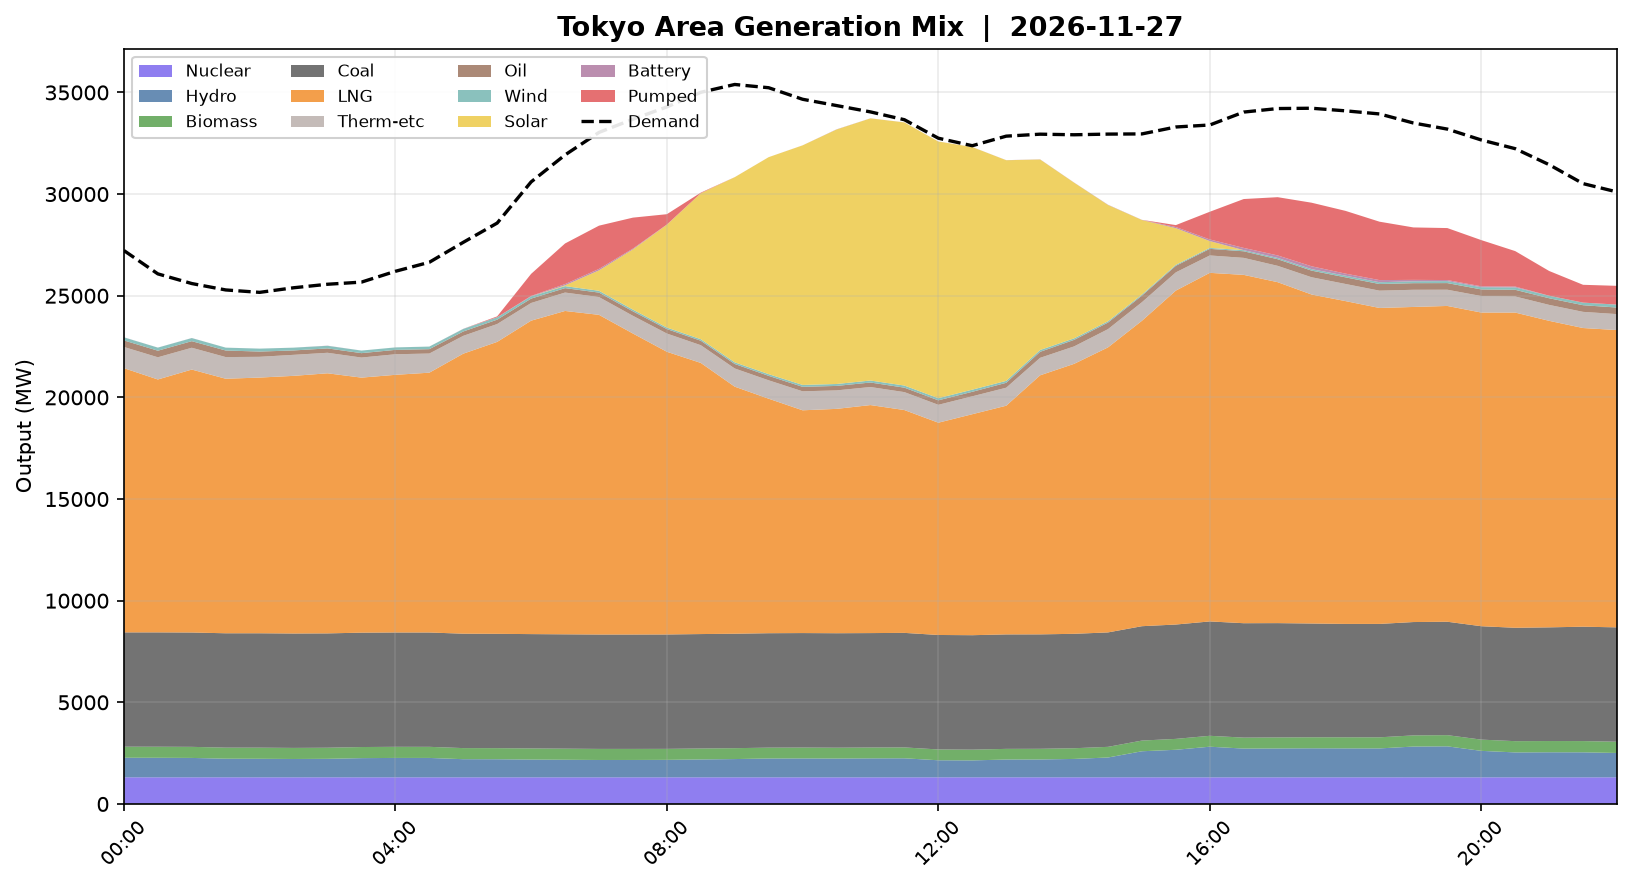 Tokyo Area Generation Mix | 2026-11-27
Nuclear Coal Oil Battery
Hydro LNG Wind Pumped
Biomass Therm-etc Solar Demand
Output (MW)
35000
30000
25000
20000
15000
10000
5000
0
00:00 04:00 08:00 12:00 16:00 20:00